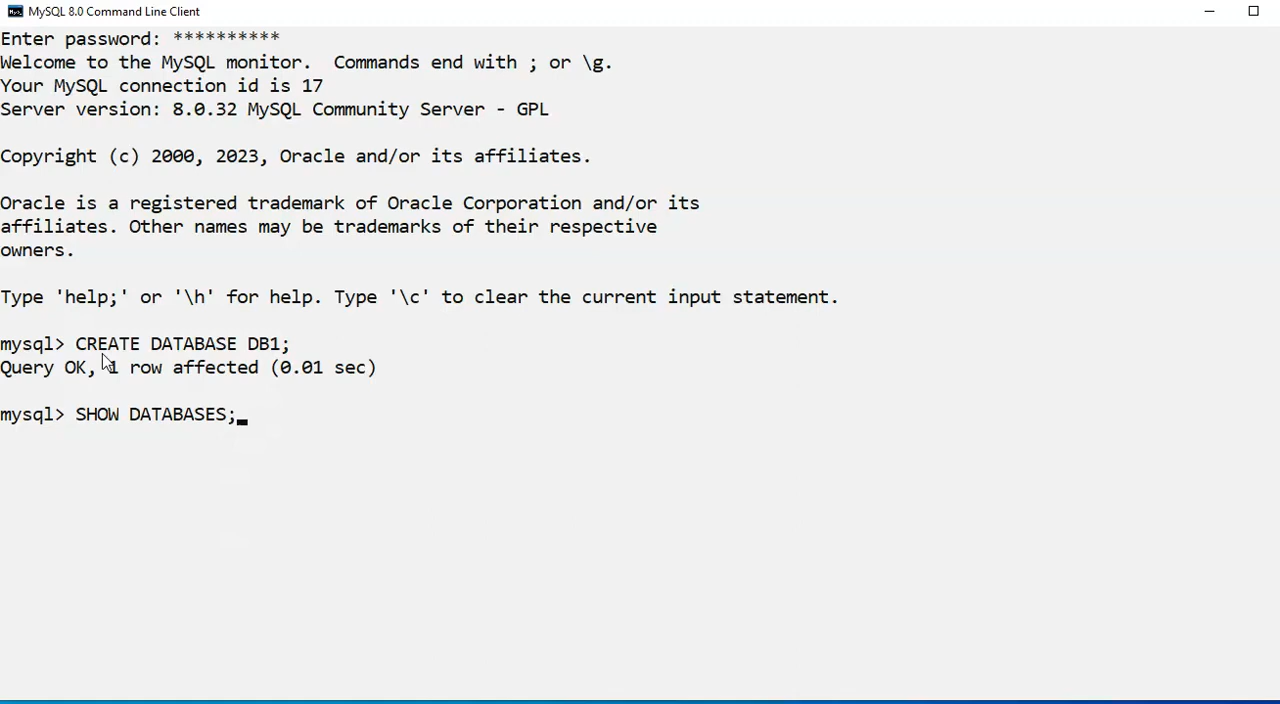 MySQL 8.0 Command Line Client
Enter password: **********
Welcome to the MySQL monitor.  Commands end with ; or \g.
Your MySQL connection id is 17
Server version: 8.0.32 MySQL Community Server - GPL
Copyright (c) 2000, 2023, Oracle and/or its affiliates.
Oracle is a registered trademark of Oracle Corporation and/or its
affiliates. Other names may be trademarks of their respective
owners.
Type 'help;' or '\h' for help. Type '\c' to clear the current input statement.
mysql> CREATE DATABASE DB1;
Query OK, 1 row affected (0.01 sec)
mysql> SHOW DATABASES;